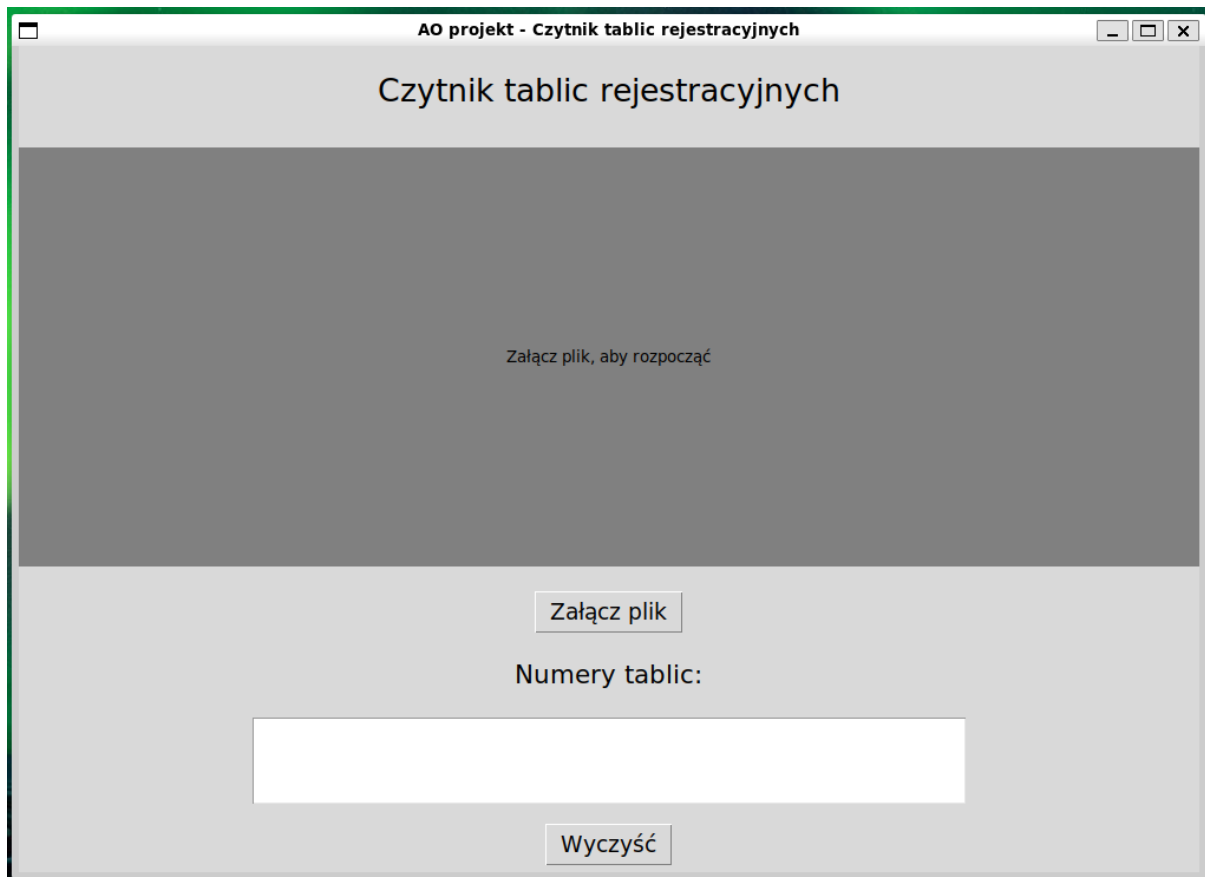 AO projekt - Czytnik tablic rejestracyjnych
Czytnik tablic rejestracyjnych
Załącz plik, aby rozpocząć
Załącz plik
Numery tablic:
Wyczyść